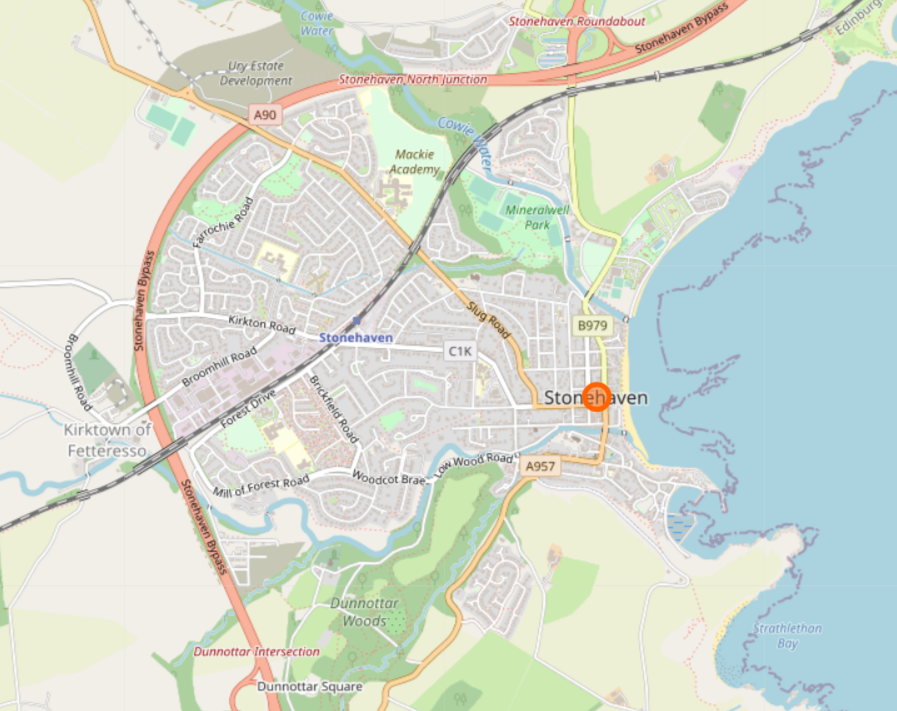 Cowie
Water
Stonehaven Roundabout
Stonehaven Bypass
Edinburg
Ury Estate
Development
Stonehaven North Junction
A90
Cowie Water
Mackie
Academy
Mineralwell
Park
Farrochie Road
Stonehaven Bypass
Slug Road
B979
Kirkton Road
Stonehaven
C1K
Broomhill Road
Broomhill Road
Brickfield Road
Forest Drive
Stonehaven
Kirktown of
Fetteresso
Low Wood Road
A957
Mill of Forest Road
Woodcot Brae
Stonehaven Bypass
Dunnottar
Woods
Strathlethan
Bay
Dunnottar Intersection
Dunnottar Square